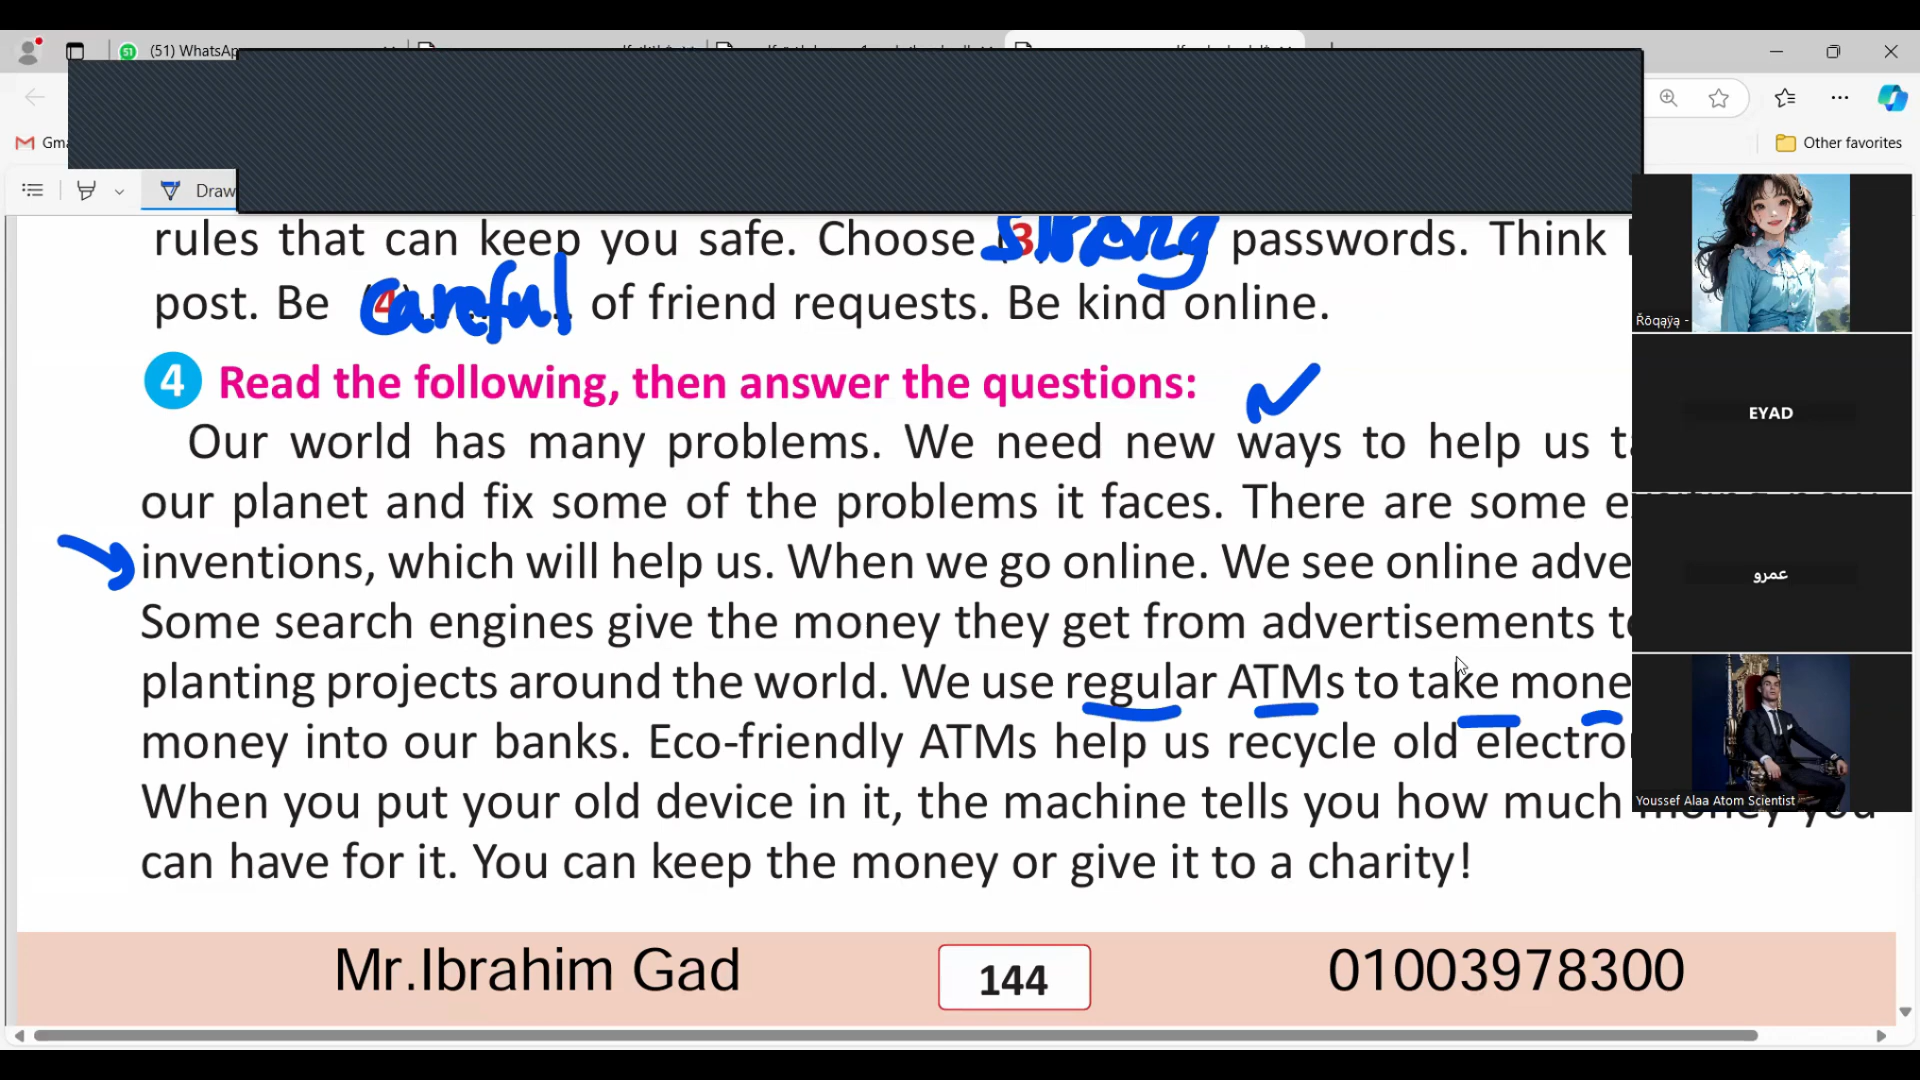 (51) WhatsAp
Gma
Other favorites
Draw
rules that can keep you safe. Choose (3) strong passwords. Think
post. Be (4) careful of friend requests. Be kind online.
4 Read the following, then answer the questions:
Our world has many problems. We need new ways to help us
our planet and fix some of the problems it faces. There are some
inventions, which will help us. When we go online. We see online adve
Some search engines give the money they get from advertisements
planting projects around the world. We use regular ATMs to take mone
money into our banks. Eco-friendly ATMs help us recycle old electro
When you put your old device in it, the machine tells you how much money you
can have for it. You can keep the money or give it to a charity!
Mr.Ibrahim Gad
144
01003978300
Řōqąÿą -
EYAD
عمرو
Youssef Alaa Atom Scientist